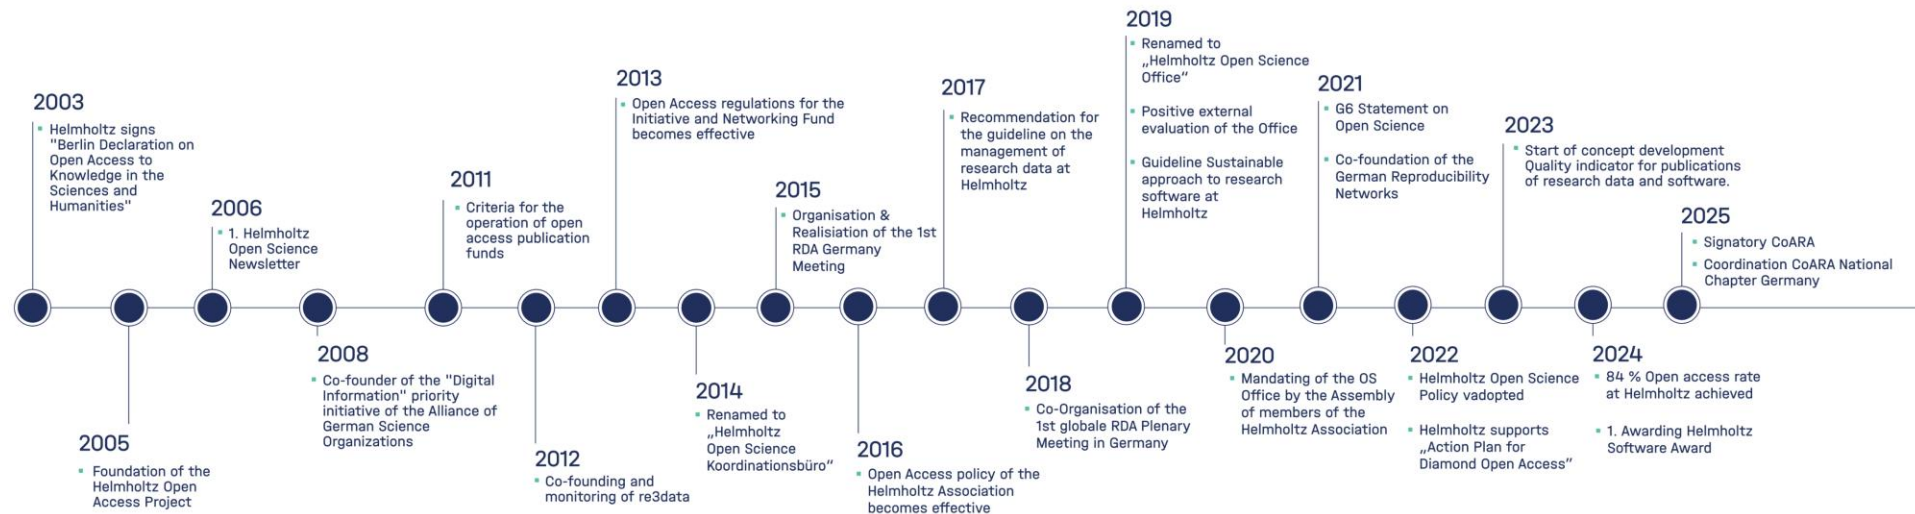 2003
Helmholtz signs
"Berlin Declaration on
Open Access to
Knowledge in the
Sciences and
Humanities"
2005
Foundation of the
Helmholtz Open
Access Project
2006
1. Helmholtz
Open Science
Newsletter
2008
Co-founder of the "Digital
Information" priority
initiative of the Alliance of
German Science
Organizations
2011
Criteria for the
operation of open
access publication
funds
2012
Co-founding and
monitoring of re3data
2013
Open Access regulations for the
Initiative and Networking Fund
becomes effective
2014
Renamed to
„Helmholtz
Open Science
Koordinationsbüro“
2015
Organisation &
Realisiation of the 1st
RDA Germany
Meeting
2016
Open Access policy of the
Helmholtz Association
becomes effective
2017
Recommendation for
the guideline on the
management of
research data at
Helmholtz
2018
Co-Organisation of the
1st globale RDA Plenary
Meeting in Germany
2019
Renamed to
„Helmholtz Open Science
Office“
Positive external
evaluation of the Office
Guideline Sustainable
approach to research
software at
Helmholtz
2020
Mandating of the OS
Office by the Assembly
of members of the
Helmholtz Association
2021
G6 Statement on
Open Science
Co-foundation of the
German Reproducibility
Networks
2022
Helmholtz Open Science
Policy vadopted
Helmholtz supports
„Action Plan for
Diamond Open Access“
2023
Start of concept development
Quality indicator for publications
of research data and software.
2024
84 % Open access rate
at Helmholtz achieved
1. Awarding Helmholtz
Software Award
2025
Signatory CoARA
Coordination CoARA National
Chapter Germany